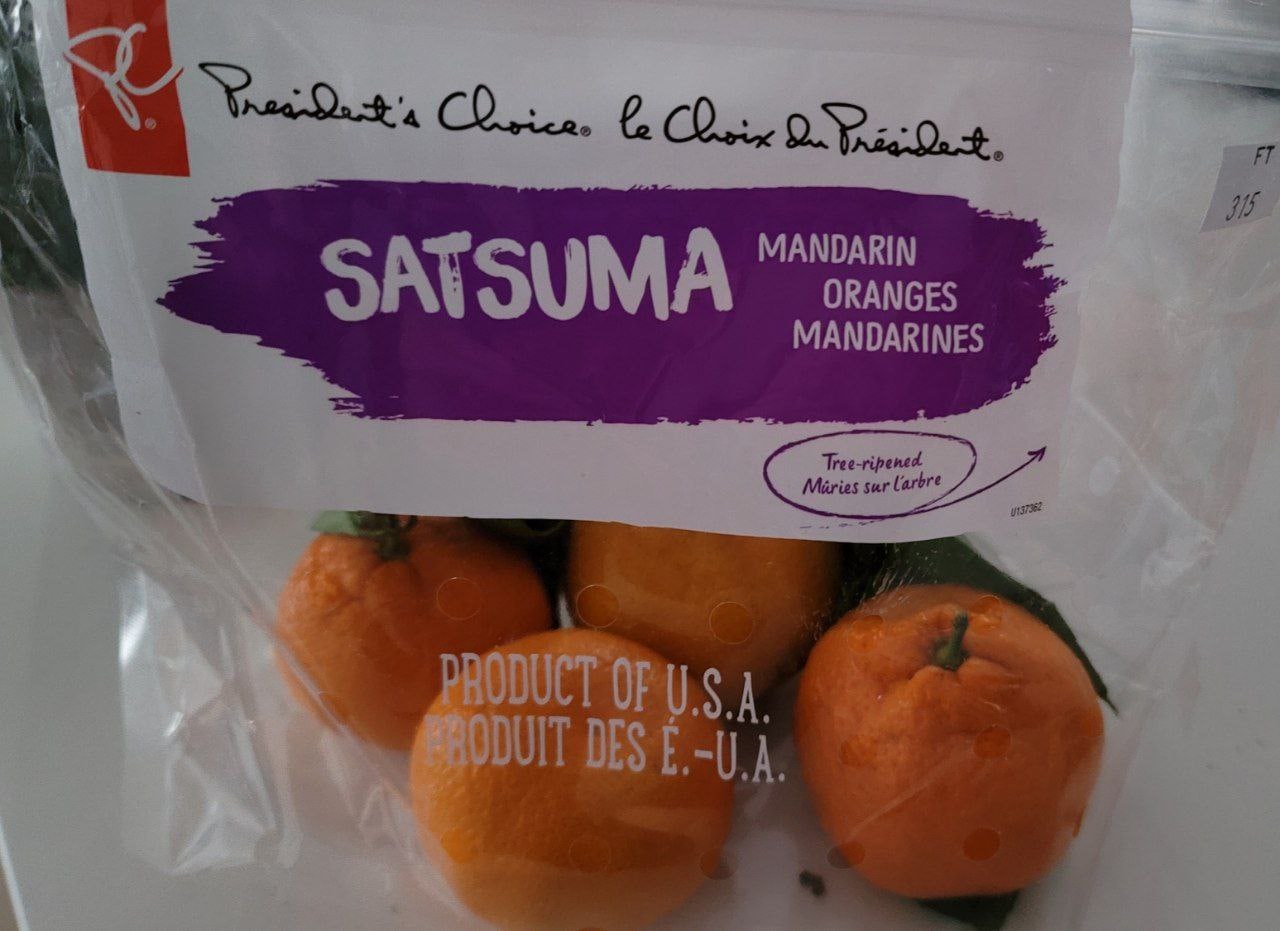 PC®
President's Choice® le Choix du Président®
FT
315
SATSUMA
MANDARIN
ORANGES
MANDARINES
Tree-ripened
Mûries sur l'arbre
U137362
PRODUCT OF U.S.A.
PRODUIT DES É.-U.A.